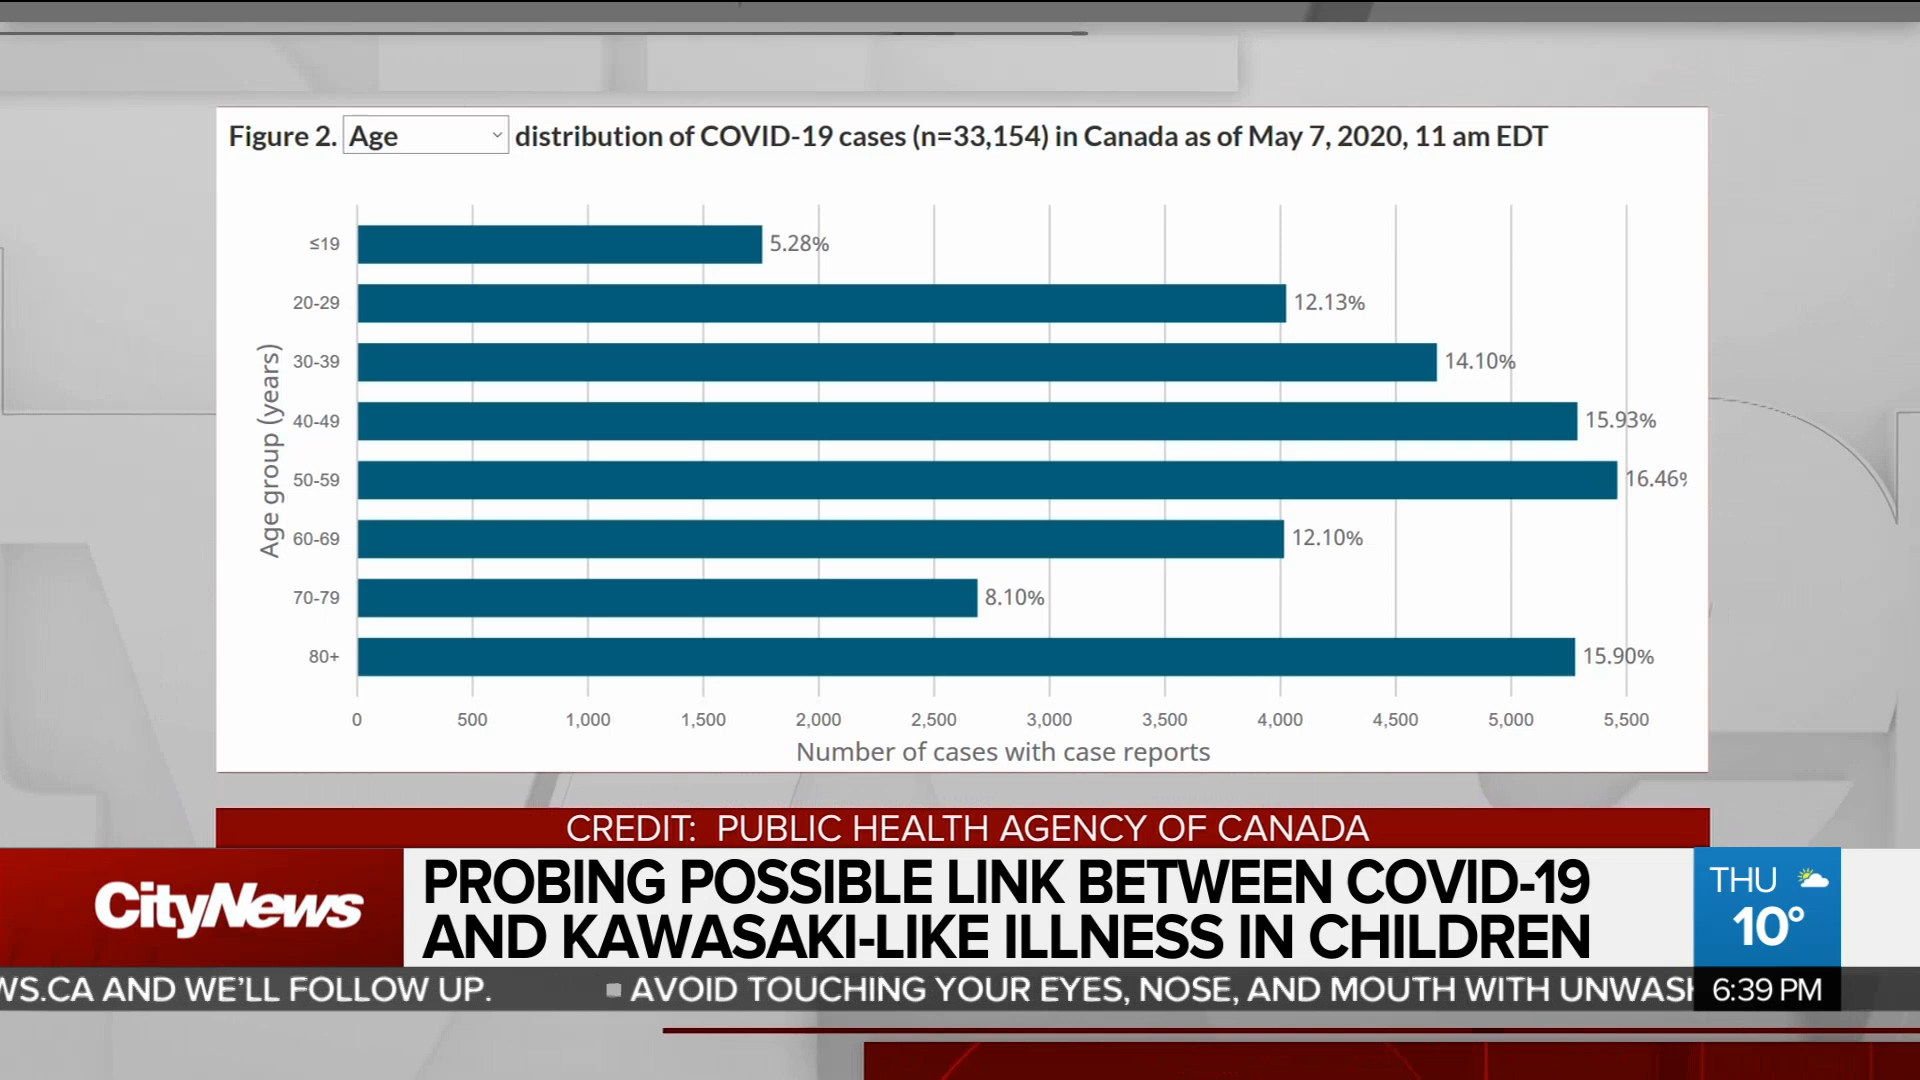 Figure 2. Age distribution of COVID-19 cases (n=33,154) in Canada as of May 7, 2020, 11 am EDT
Age group (years)
≤19 5.28%
20-29 12.13%
30-39 14.10%
40-49 15.93%
50-59 16.46%
60-69 12.10%
70-79 8.10%
80+ 15.90%
0 500 1,000 1,500 2,000 2,500 3,000 3,500 4,000 4,500 5,000 5,500
Number of cases with case reports
CREDIT: PUBLIC HEALTH AGENCY OF CANADA
CityNews
PROBING POSSIBLE LINK BETWEEN COVID-19
AND KAWASAKI-LIKE ILLNESS IN CHILDREN
THU
10°
WS.CA AND WE'LL FOLLOW UP. AVOID TOUCHING YOUR EYES, NOSE, AND MOUTH WITH UNWASH
6:39 PM